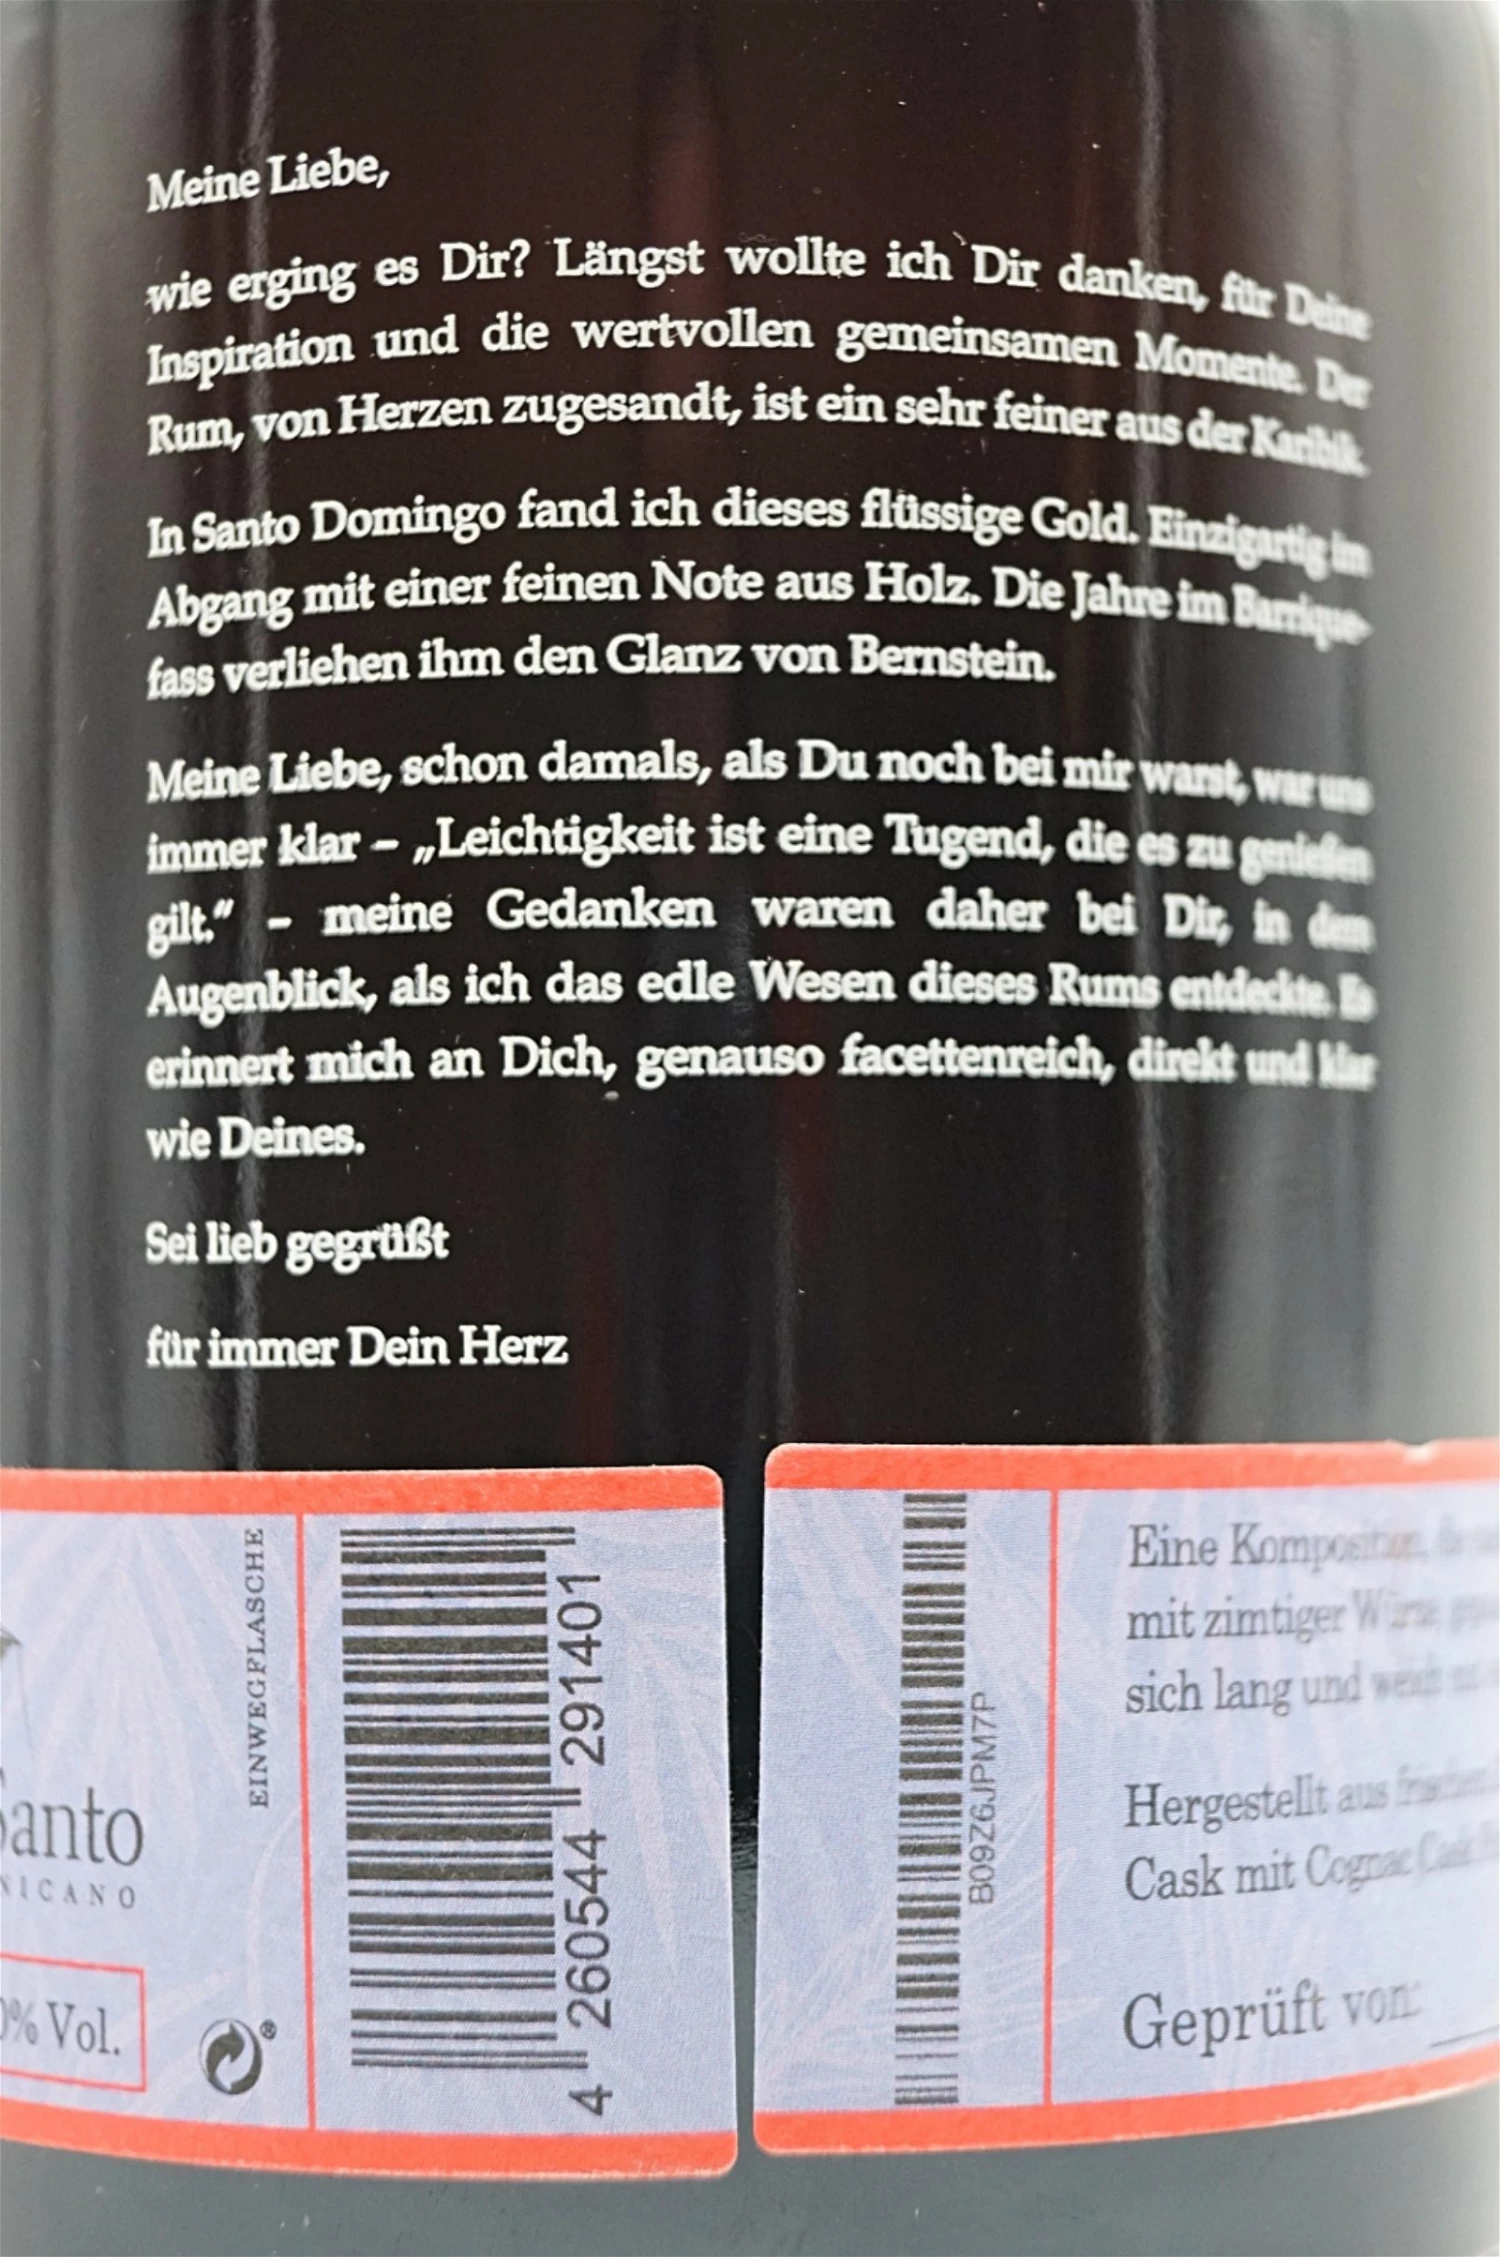 Meine Liebe,
wie erging es Dir? Längst wollte ich Dir danken, für Deine
Inspiration und die wertvollen gemeinsamen Momente. Der
Rum, von Herzen zugesandt, ist ein sehr feiner aus der Karibik.
In Santo Domingo fand ich dieses flüssige Gold. Einzigartig im
Abgang mit einer feinen Note aus Holz. Die Jahre im Barrique-
fass verliehen ihm den Glanz von Bernstein.
Meine Liebe, schon damals, als Du noch bei mir warst, war uns
immer klar – „Leichtigkeit ist eine Tugend, die es zu genießen
gilt.“ – meine Gedanken waren daher bei Dir, in dem
Augenblick, als ich das edle Wesen dieses Rums entdeckte. Es
erinnert mich an Dich, genauso facettenreich, direkt und klar
wie Deines.
Sei lieb gegrüßt
für immer Dein Herz
Santo
NICANO
0% Vol.
EINWEGFLASCHE
®
4 260544 291401
B09Z6JPM7P
Eine Komposition,
mit zimtiger Würze
sich lang und weich
Hergestellt aus frischem
Cask mit Cognac Cask
Geprüft von: